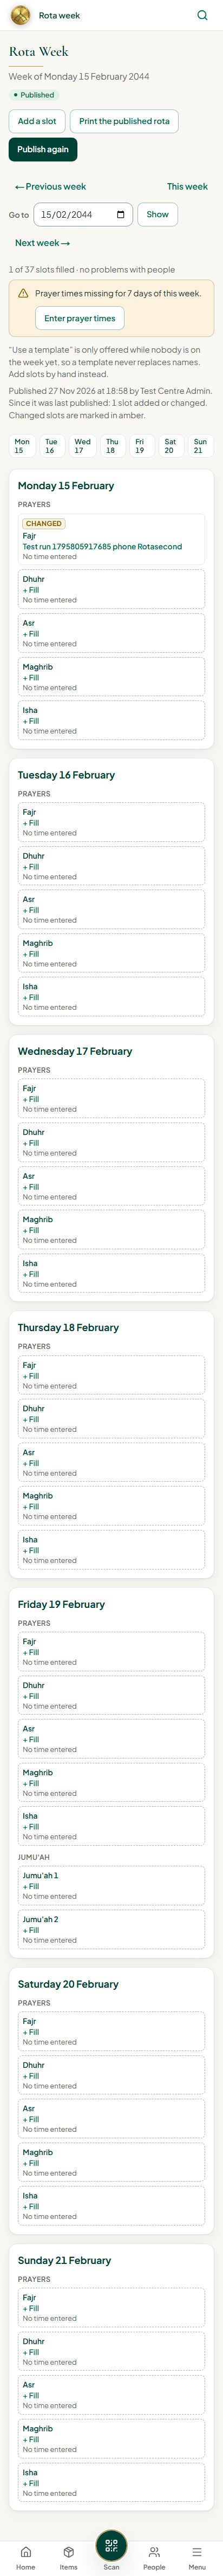 Rota week
Rota Week
Week of Monday 15 February 2044
Published
Add a slot
Print the published rota
Publish again
← Previous week
This week
Go to
15/02/2044
Show
Next week →
1 of 37 slots filled · no problems with people
Prayer times missing for 7 days of this week.
Enter prayer times
“Use a template” is only offered while nobody is on
the week yet, so a template never replaces names.
Add slots by hand instead.
Published 27 Nov 2026 at 18:58 by Test Centre Admin.
Since it was last published: 1 slot added or changed.
Changed slots are marked in amber.
Mon
15
Tue
16
Wed
17
Thu
18
Fri
19
Sat
20
Sun
21
Monday 15 February
PRAYERS
CHANGED
Fajr
Test run 1795805917685 phone Rotasecond
No time entered
Dhuhr
+ Fill
No time entered
Asr
+ Fill
No time entered
Maghrib
+ Fill
No time entered
Isha
+ Fill
No time entered
Tuesday 16 February
PRAYERS
Fajr
+ Fill
No time entered
Dhuhr
+ Fill
No time entered
Asr
+ Fill
No time entered
Maghrib
+ Fill
No time entered
Isha
+ Fill
No time entered
Wednesday 17 February
PRAYERS
Fajr
+ Fill
No time entered
Dhuhr
+ Fill
No time entered
Asr
+ Fill
No time entered
Maghrib
+ Fill
No time entered
Isha
+ Fill
No time entered
Thursday 18 February
PRAYERS
Fajr
+ Fill
No time entered
Dhuhr
+ Fill
No time entered
Asr
+ Fill
No time entered
Maghrib
+ Fill
No time entered
Isha
+ Fill
No time entered
Friday 19 February
PRAYERS
Fajr
+ Fill
No time entered
Dhuhr
+ Fill
No time entered
Asr
+ Fill
No time entered
Maghrib
+ Fill
No time entered
Isha
+ Fill
No time entered
JUMU'AH
Jumu'ah 1
+ Fill
No time entered
Jumu'ah 2
+ Fill
No time entered
Saturday 20 February
PRAYERS
Fajr
+ Fill
No time entered
Dhuhr
+ Fill
No time entered
Asr
+ Fill
No time entered
Maghrib
+ Fill
No time entered
Isha
+ Fill
No time entered
Sunday 21 February
PRAYERS
Fajr
+ Fill
No time entered
Dhuhr
+ Fill
No time entered
Asr
+ Fill
No time entered
Maghrib
+ Fill
No time entered
Isha
+ Fill
No time entered
Home
Items
Scan
People
Menu